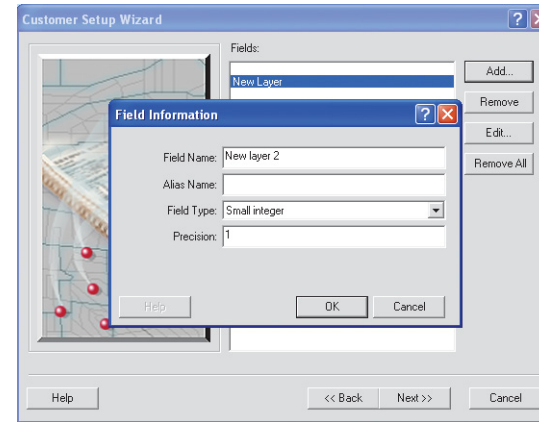 Customer Setup Wizard
Fields:
New Layer
Add...
Remove
Edit...
Remove All
Field Information
Field Name: New layer 2
Alias Name:
Field Type: Small integer
Precision: 1
Help OK Cancel
Help << Back Next >> Cancel